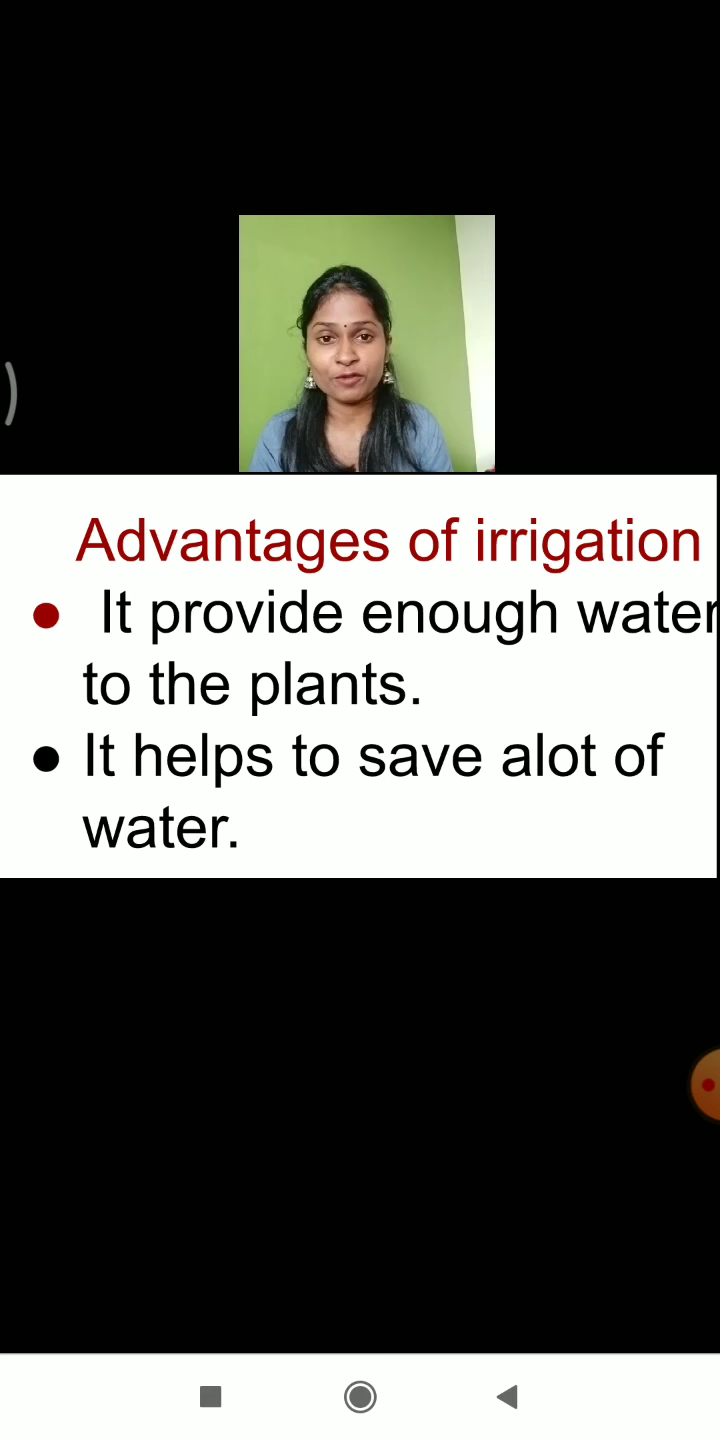 Advantages of irrigation
It provide enough water
to the plants.
It helps to save alot of
water.